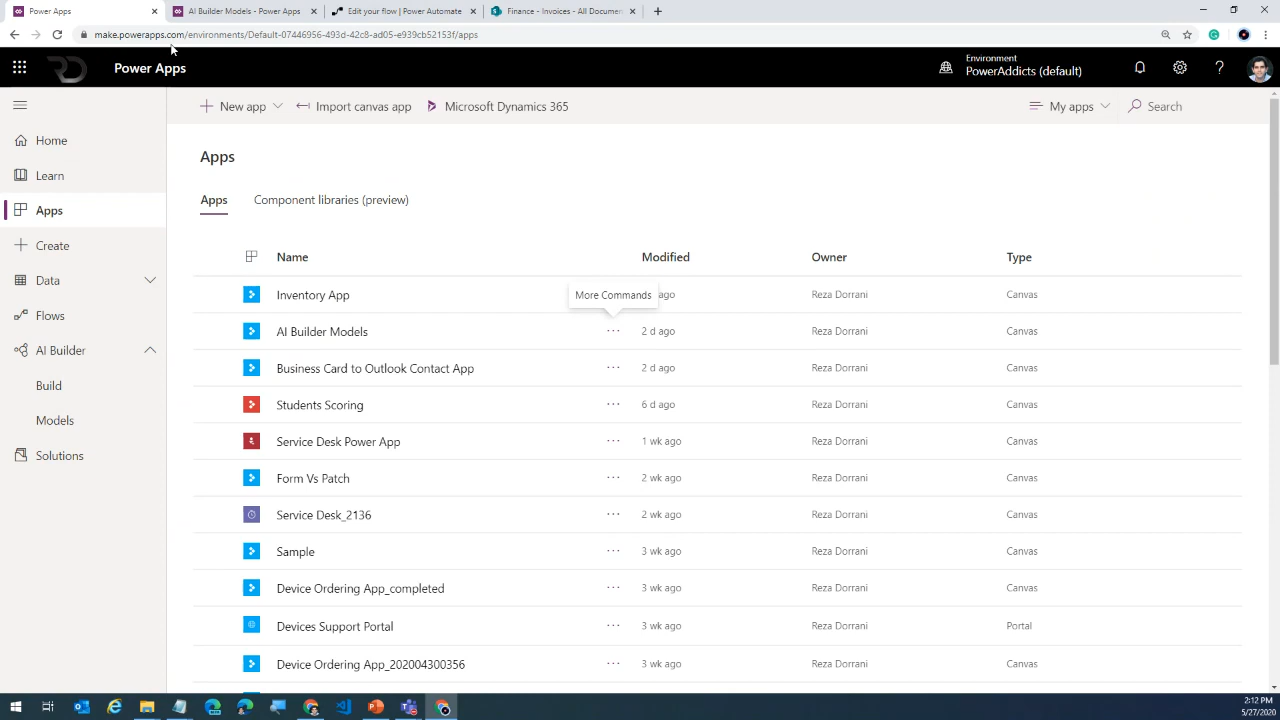 Power Apps
AI Builder Models - Power Apps
Edit your flow | Power Automate
Finance - Invoices - All Documen
make.powerapps.com/environments/Default-07446956-493d-42c8-ad05-e939cb52153f/apps
Power Apps
Environment
PowerAddicts (default)
New app
Import canvas app
Microsoft Dynamics 365
My apps
Search
Home
Learn
Apps
Create
Data
Flows
AI Builder
Build
Models
Solutions
Apps
Apps
Component libraries (preview)
Name Modified Owner Type
Inventory App ago Reza Dorrani Canvas
More Commands
AI Builder Models 2 d ago Reza Dorrani Canvas
Business Card to Outlook Contact App 2 d ago Reza Dorrani Canvas
Students Scoring 6 d ago Reza Dorrani Canvas
Service Desk Power App 1 wk ago Reza Dorrani Canvas
Form Vs Patch 2 wk ago Reza Dorrani Canvas
Service Desk_2136 2 wk ago Reza Dorrani Canvas
Sample 3 wk ago Reza Dorrani Canvas
Device Ordering App_completed 3 wk ago Reza Dorrani Canvas
Devices Support Portal 3 wk ago Reza Dorrani Portal
Device Ordering App_202004300356 3 wk ago Reza Dorrani Canvas
2:12 PM
5/27/2020